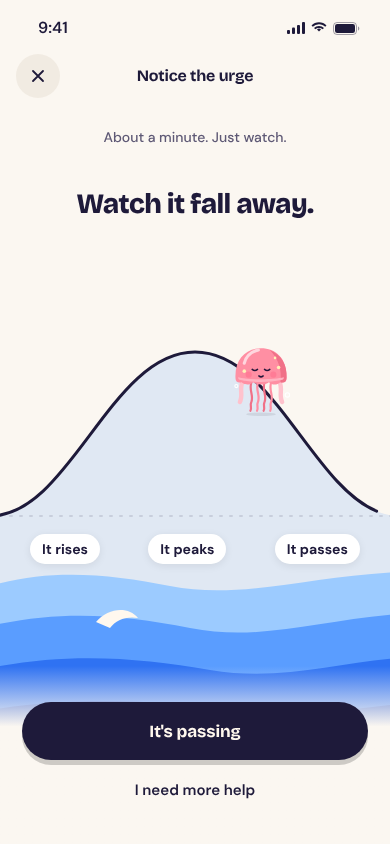 9:41
Notice the urge
About a minute. Just watch.
Watch it fall away.
It rises
It peaks
It passes
It's passing
I need more help